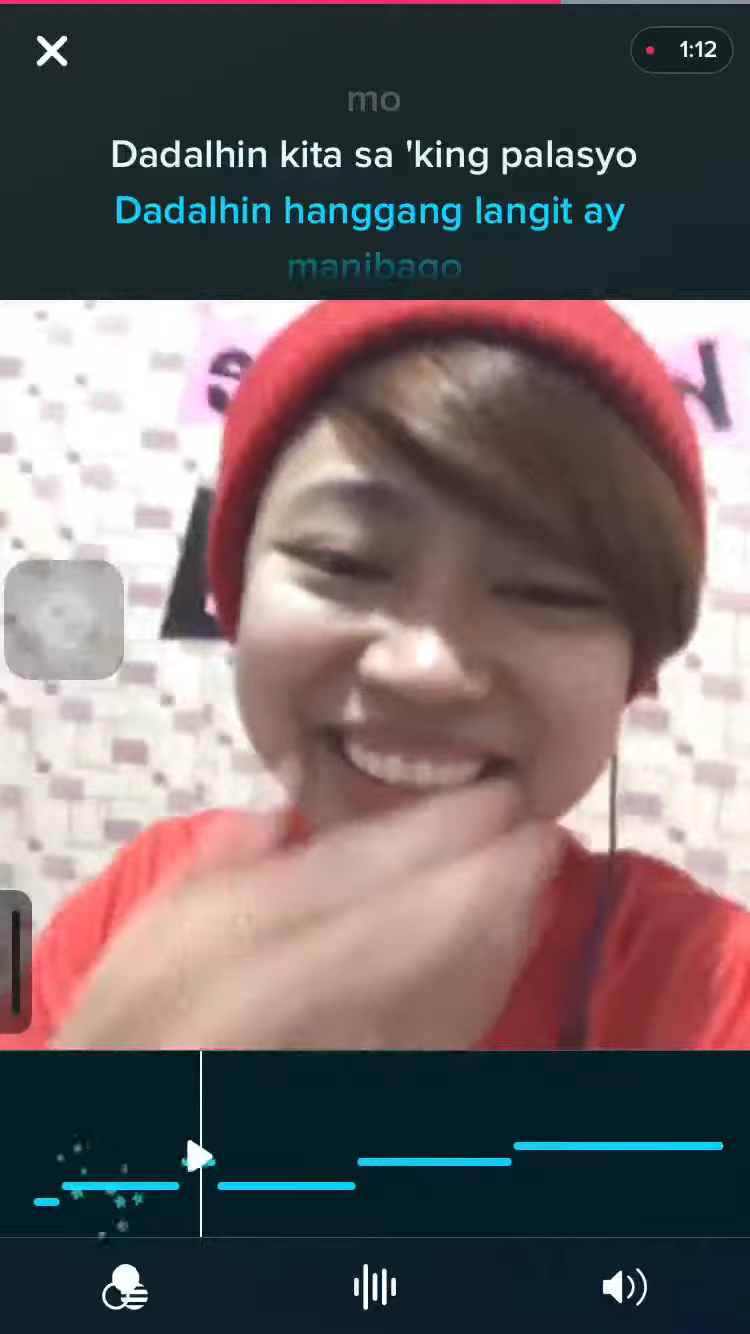 1:12
mo
Dadalhin kita sa 'king palasyo
Dadalhin hanggang langit ay
manibago